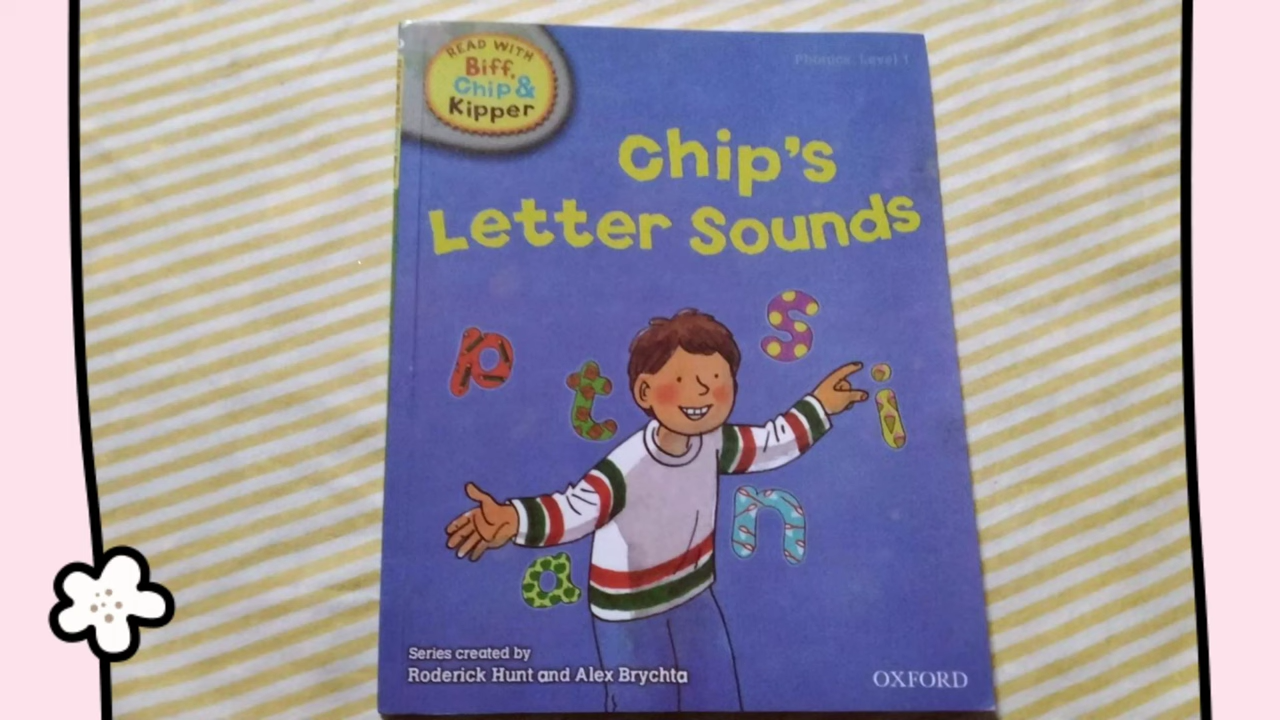 READ WITH
Biff,
Chip &
Kipper
Phonics Level 1
Chip's
Letter Sounds
s
p
t
i
n
a
Series created by
Roderick Hunt and Alex Brychta
OXFORD